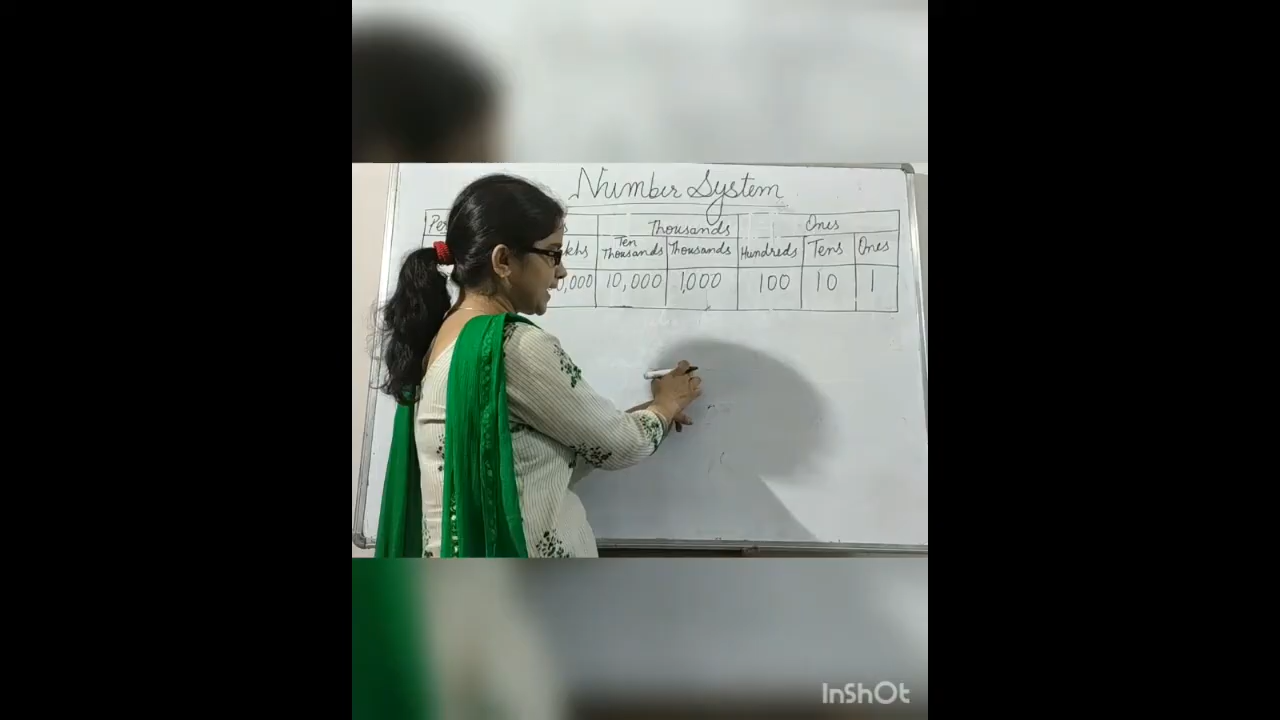 Number System
Thousands Ones
Ten Thousands Thousands Hundreds Tens Ones
10,000 1,000 100 10 1
InShOt